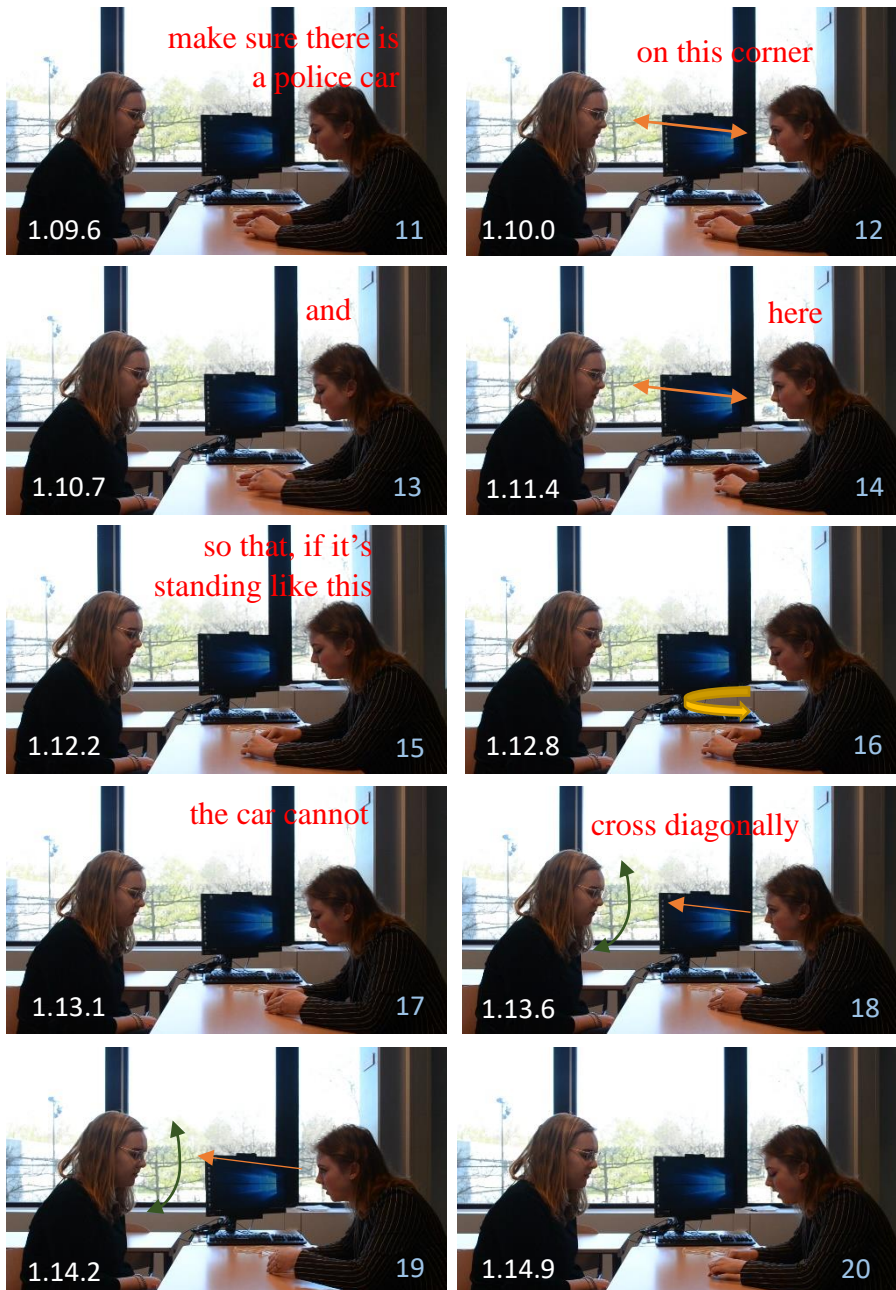 make sure there is
a police car
1.09.6
11
on this corner
1.10.0
12
and
1.10.7
13
here
1.11.4
14
so that, if it's
standing like this
1.12.2
15
1.12.8
16
the car cannot
1.13.1
17
cross diagonally
1.13.6
18
1.14.2
19
1.14.9
20